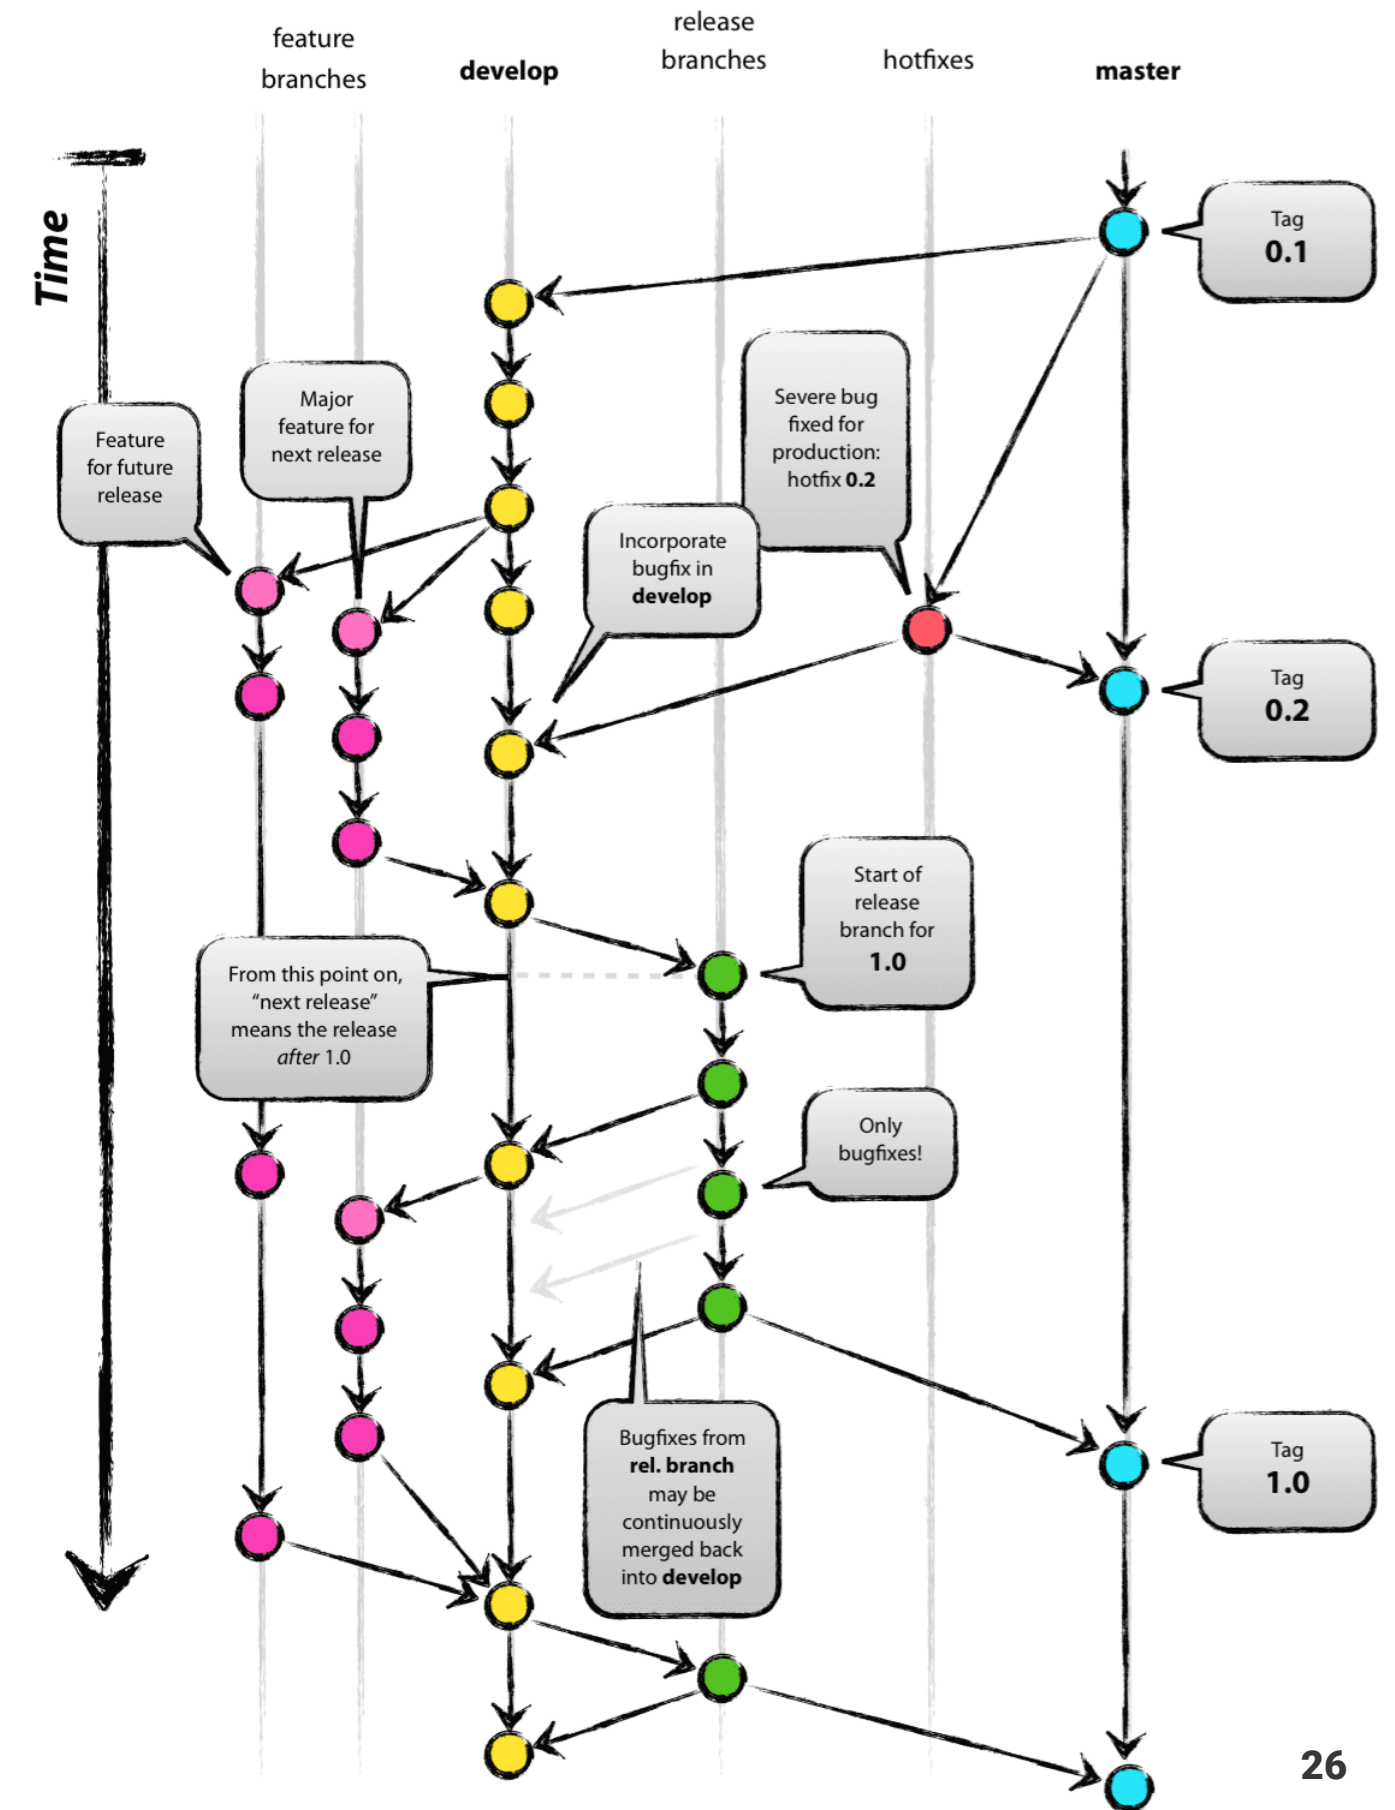 feature
branches
develop
release
branches
hotfixes
master
Time
Tag
0.1
Major
feature for
next release
Feature
for future
release
Severe bug
fixed for
production:
hotfix 0.2
Incorporate
bugfix in
develop
Tag
0.2
Start of
release
branch for
1.0
From this point on,
“next release”
means the release
after 1.0
Only
bugfixes!
Bugfixes from
rel. branch
may be
continuously
merged back
into develop
Tag
1.0
26